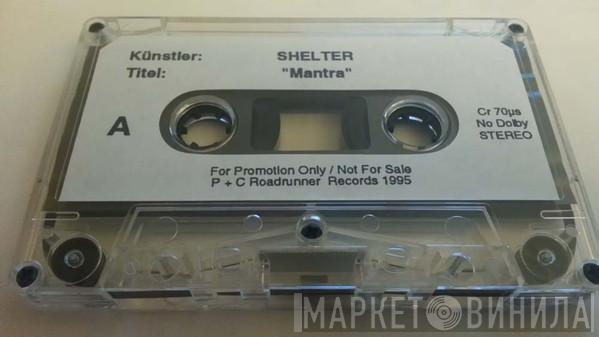 Künstler: SHELTER
Titel: "Mantra"
A
Cr 70µs
No Dolby
STEREO
For Promotion Only / Not For Sale
P + C Roadrunner Records 1995
МАРКЕТ ВИНИЛА